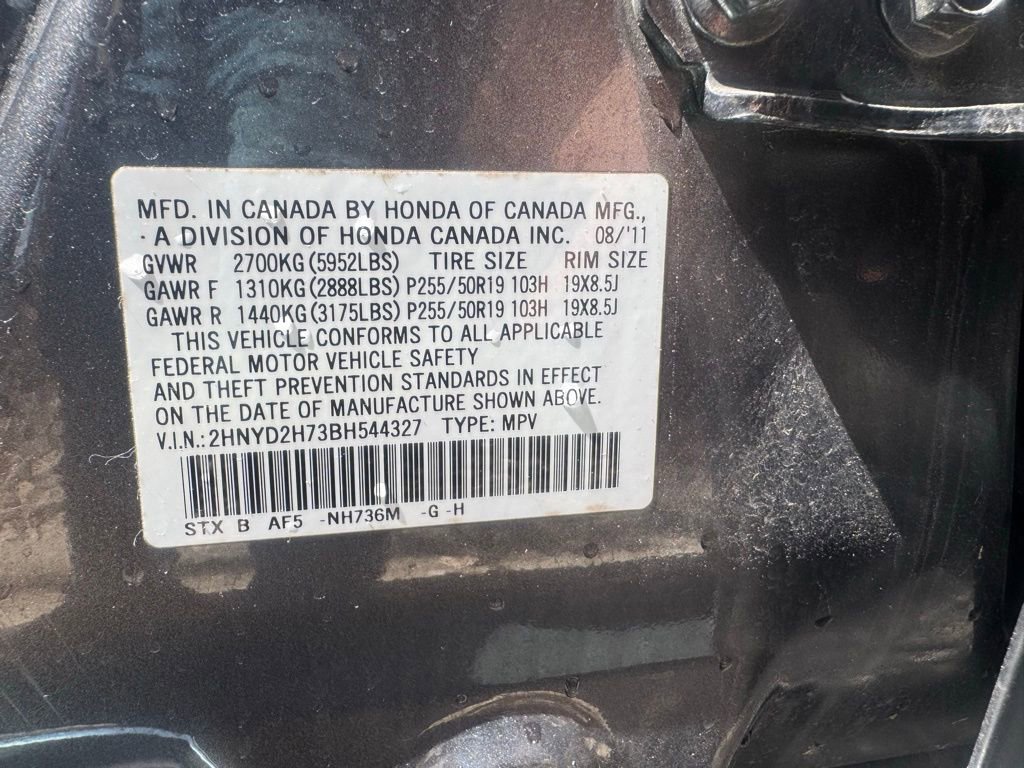 MFD. IN CANADA BY HONDA OF CANADA MFG.,
· A DIVISION OF HONDA CANADA INC. 08/'11
GVWR 2700KG(5952LBS) TIRE SIZE RIM SIZE
GAWR F 1310KG(2888LBS) P255/50R19 103H 19X8.5J
GAWR R 1440KG(3175LBS) P255/50R19 103H 19X8.5J
THIS VEHICLE CONFORMS TO ALL APPLICABLE
FEDERAL MOTOR VEHICLE SAFETY
AND THEFT PREVENTION STANDARDS IN EFFECT
ON THE DATE OF MANUFACTURE SHOWN ABOVE.
V.I.N.: 2HNYD2H73BH544327 TYPE: MPV
STX B AF5 -NH736M -G -H